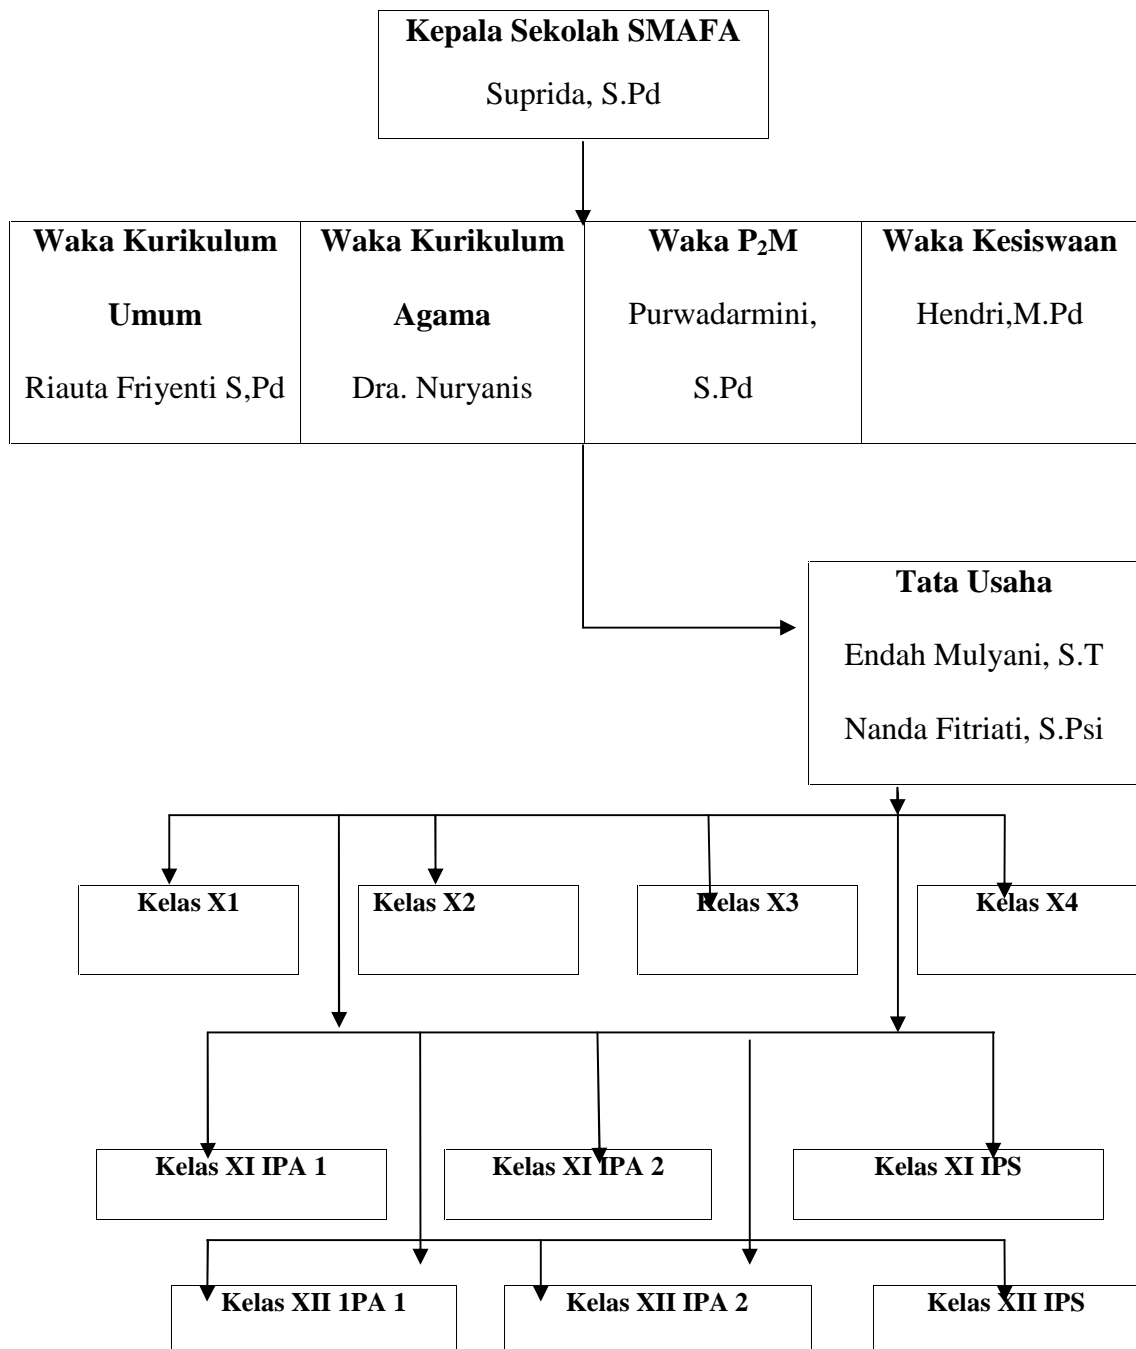 Kepala Sekolah SMAFA
Suprida, S.Pd
Waka Kurikulum
Umum
Riauta Friyenti S,Pd
Waka Kurikulum
Agama
Dra. Nuryanis
Waka P₂M
Purwadarmini,
S.Pd
Waka Kesiswaan
Hendri,M.Pd
Tata Usaha
Endah Mulyani, S.T
Nanda Fitriati, S.Psi
Kelas X1
Kelas X2
Kelas X3
Kelas X4
Kelas XI IPA 1
Kelas XI IPA 2
Kelas XI IPS
Kelas XII 1PA 1
Kelas XII IPA 2
Kelas XII IPS